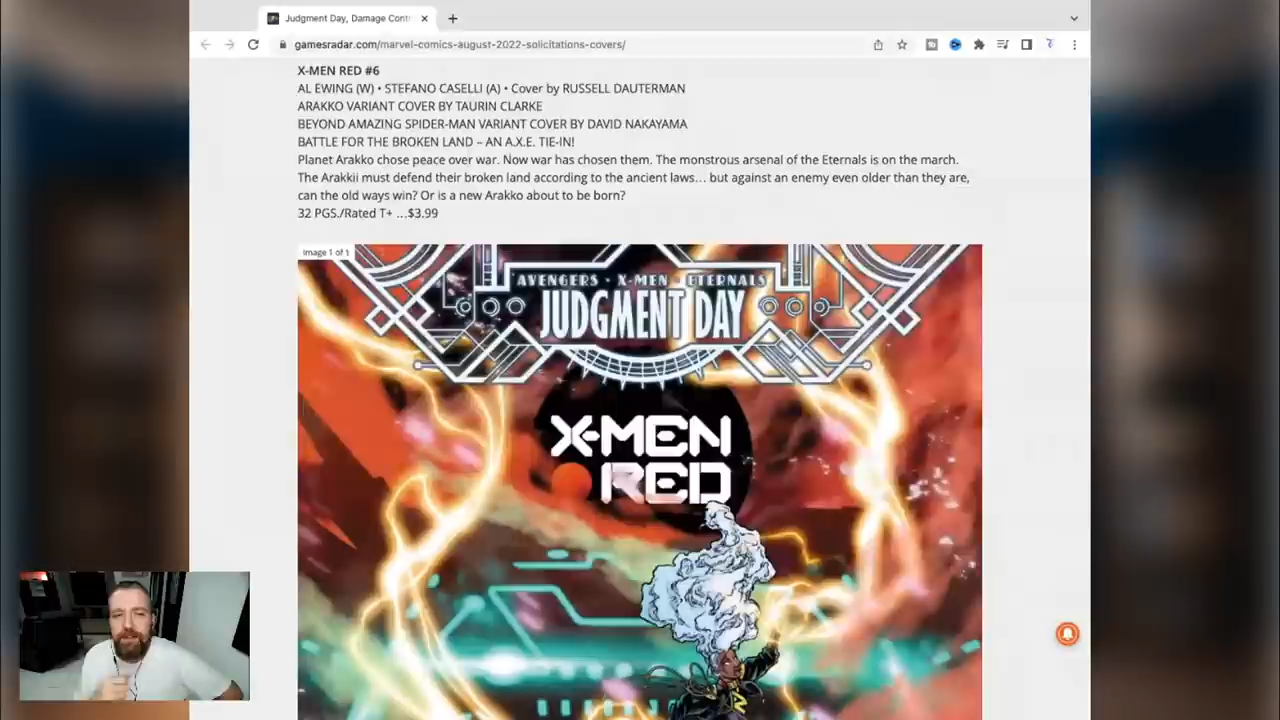 Judgment Day, Damage Contr
gamesradar.com/marvel-comics-august-2022-solicitations-covers/
X-MEN RED #6
AL EWING (W) • STEFANO CASELLI (A) • Cover by RUSSELL DAUTERMAN
ARAKKO VARIANT COVER BY TAURIN CLARKE
BEYOND AMAZING SPIDER-MAN VARIANT COVER BY DAVID NAKAYAMA
BATTLE FOR THE BROKEN LAND – AN A.X.E. TIE-IN!
Planet Arakko chose peace over war. Now war has chosen them. The monstrous arsenal of the Eternals is on the march.
The Arakkii must defend their broken land according to the ancient laws… but against an enemy even older than they are,
can the old ways win? Or is a new Arakko about to be born?
32 PGS./Rated T+ …$3.99
Image 1 of 1
AVENGERS • X-MEN • ETERNALS
JUDGMENT DAY
X-MEN
RED